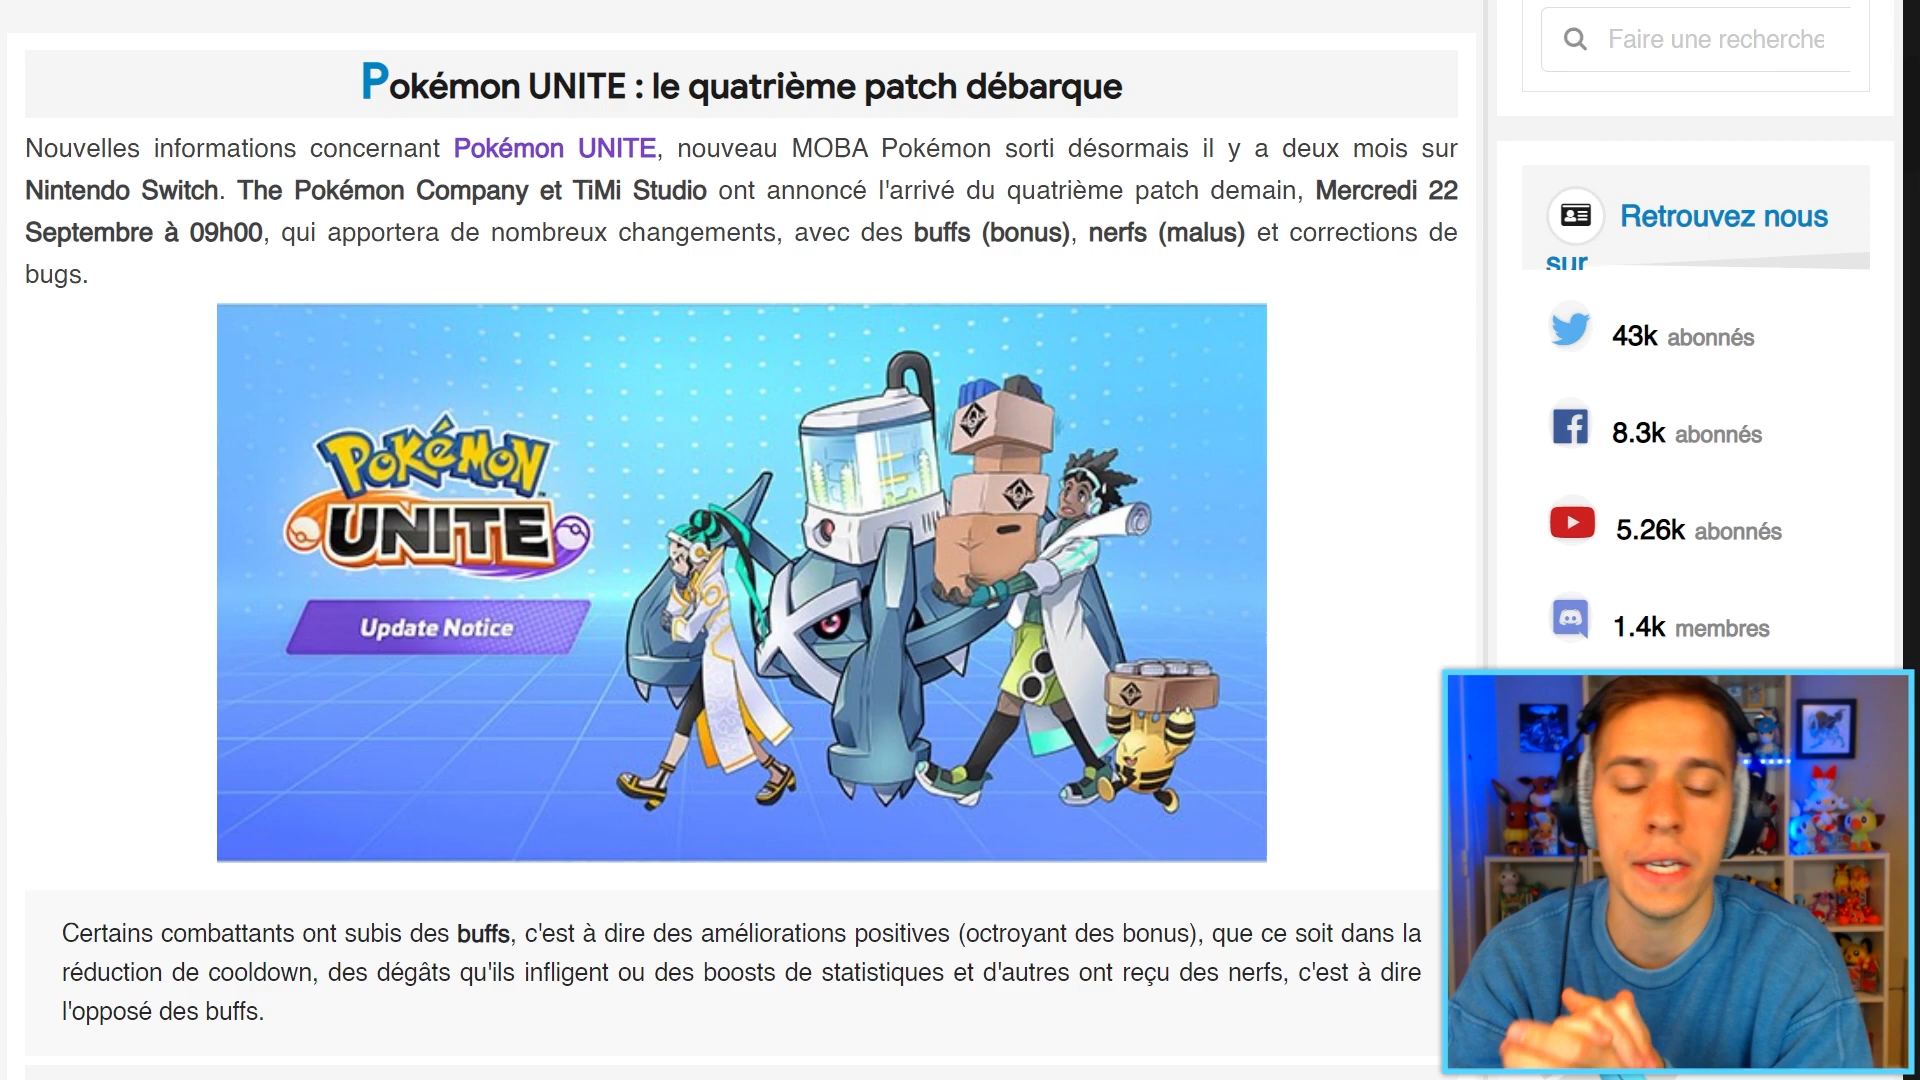 Pokémon UNITE : le quatrième patch débarque
Nouvelles informations concernant Pokémon UNITE, nouveau MOBA Pokémon sorti désormais il y a deux mois sur
Nintendo Switch. The Pokémon Company et TiMi Studio ont annoncé l'arrivé du quatrième patch demain, Mercredi 22
Septembre à 09h00, qui apportera de nombreux changements, avec des buffs (bonus), nerfs (malus) et corrections de
bugs.
POKéMON
UNITE
Update Notice
Certains combattants ont subis des buffs, c'est à dire des améliorations positives (octroyant des bonus), que ce soit dans la
réduction de cooldown, des dégâts qu'ils infligent ou des boosts de statistiques et d'autres ont reçu des nerfs, c'est à dire
l'opposé des buffs.
Faire une recherche
Retrouvez nous
sur
43k abonnés
8.3k abonnés
5.26k abonnés
1.4k membres